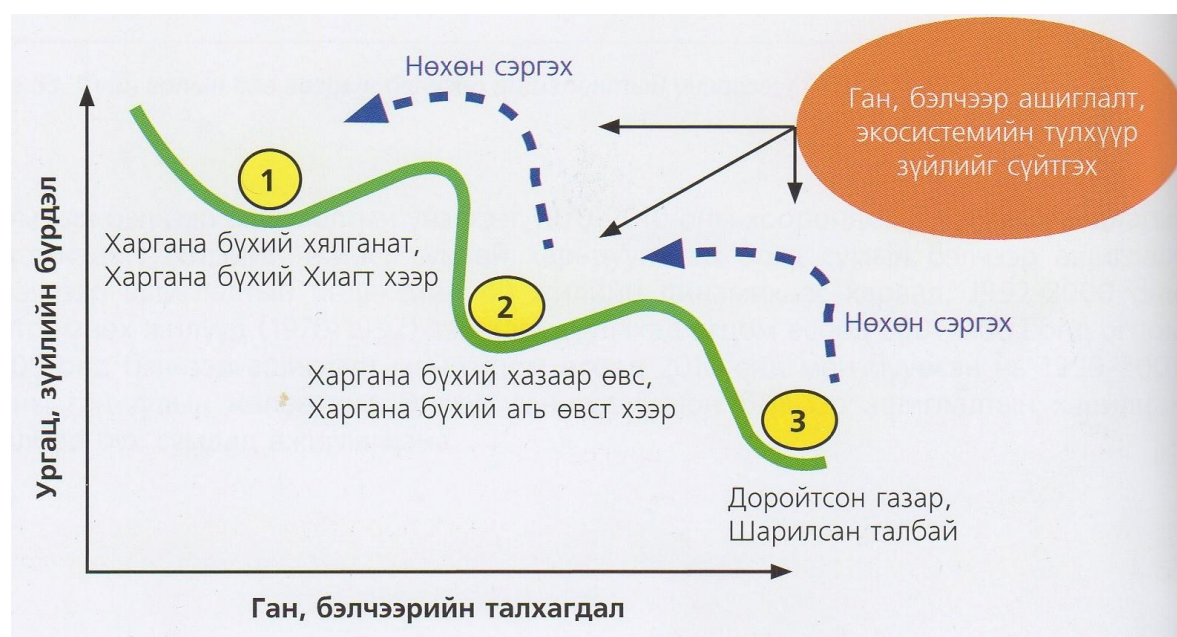 Нөхөн сэргэх
Ган, бэлчээр ашиглалт,
экосистемийн түлхүүр
зүйлийг сүйтгэх
1
Харгана бүхий хялганат,
Харгана бүхий Хиагт хээр
2
Нөхөн сэргэх
Харгана бүхий хазаар өвс,
Харгана бүхий агь өвст хээр
3
Доройтсон газар,
Шарилсан талбай
Ургац, зүйлийн бүрдэл
Ган, бэлчээрийн талхагдал